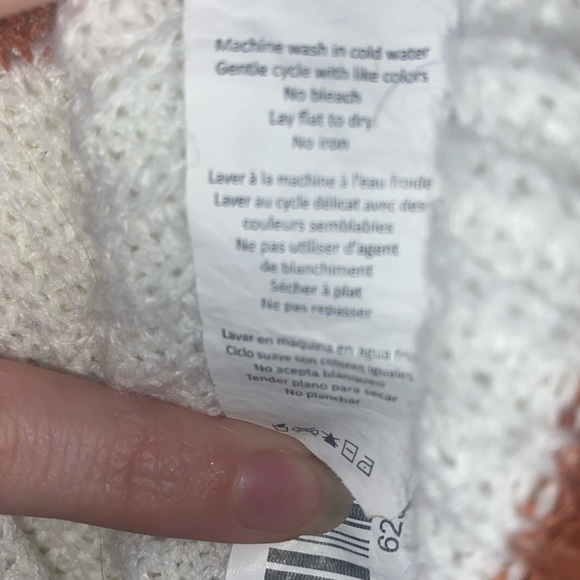 Machine wash in cold water
Gentle cycle with like colors
No bleach
Lay flat to dry
No iron
Laver à la machine à l'eau froide
Laver au cycle délicat avec des
couleurs semblables
Ne pas utiliser d'agent
de blanchiment
Sécher à plat
Ne pas repasser
Lavar en maquina en agua fria
Ciclo suave con colores iguales
No acepta blanqueo
Tender plano para secar
No planchar